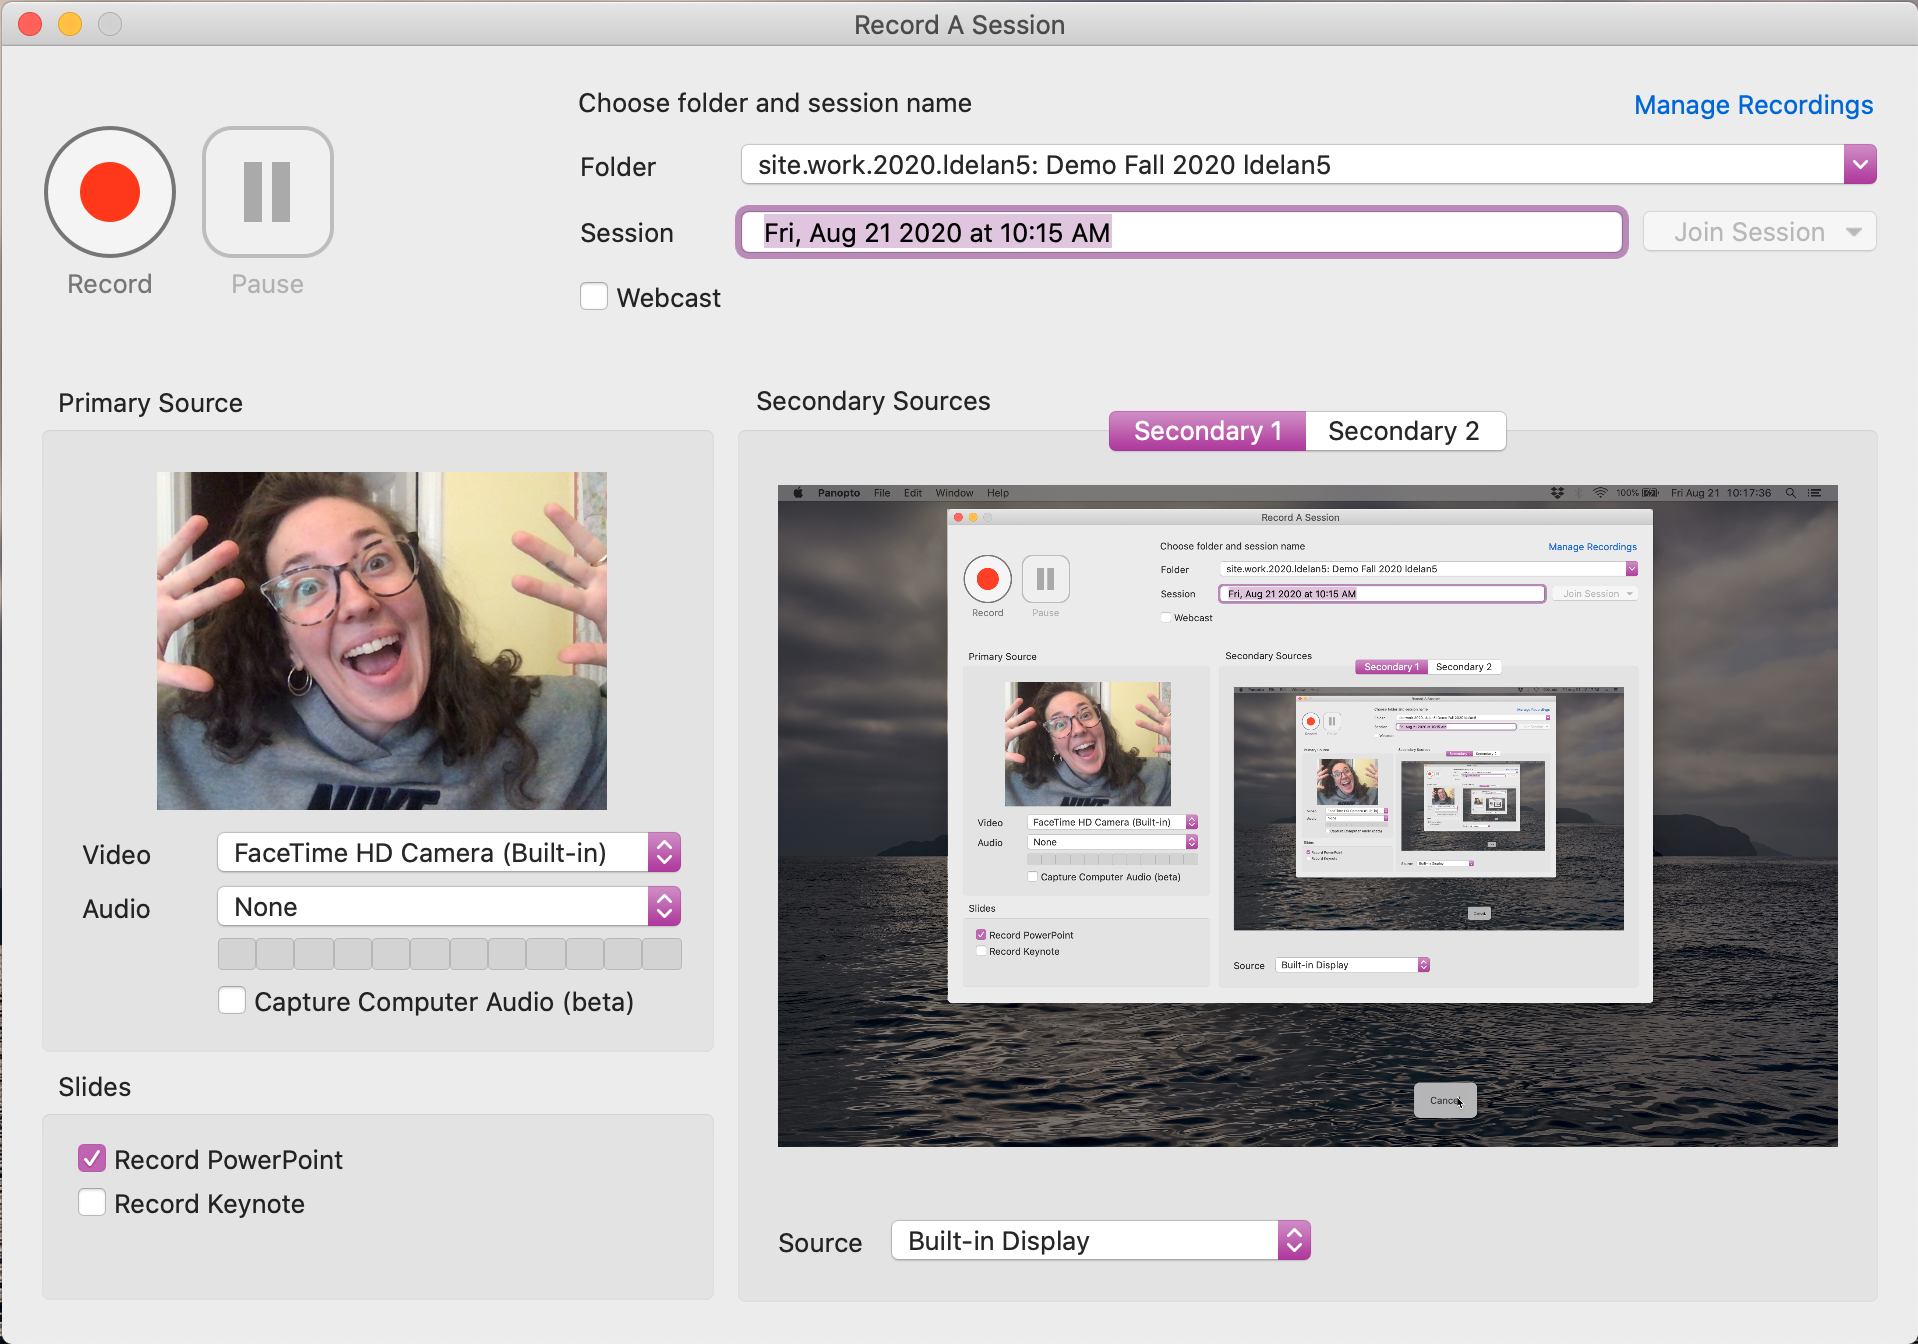 Record A Session
Choose folder and session name
Manage Recordings
Folder
site.work.2020.ldelan5: Demo Fall 2020 ldelan5
Session
Fri, Aug 21 2020 at 10:15 AM
Join Session
Record
Pause
Webcast
Primary Source
Secondary Sources
Secondary 1
Secondary 2
NIKE
Video
FaceTime HD Camera (Built-in)
Audio
None
Capture Computer Audio (beta)
Slides
Record PowerPoint
Record Keynote
Panopto File Edit Window Help
100%
Fri Aug 21 10:17:36
Record A Session
Choose folder and session name
Manage Recordings
Folder
site.work.2020.ldelan5: Demo Fall 2020 ldelan5
Session
Fri, Aug 21 2020 at 10:15 AM
Join Session
Record
Pause
Webcast
Primary Source
Secondary Sources
Secondary 1
Secondary 2
Video
FaceTime HD Camera (Built-in)
Audio
None
Capture Computer Audio (beta)
Slides
Record PowerPoint
Record Keynote
Source
Built-in Display
Cancel
Source
Built-in Display